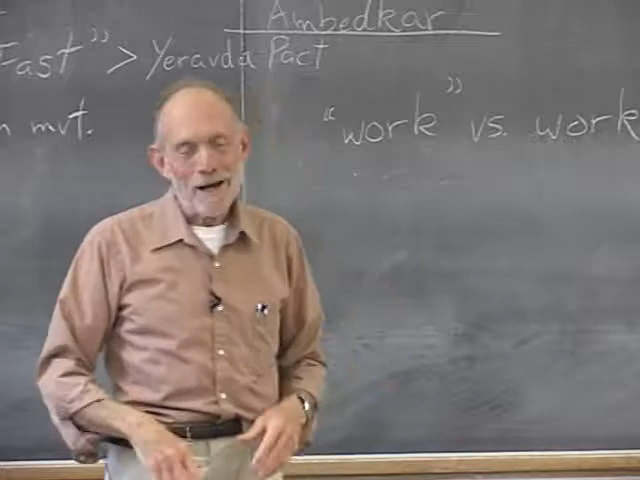 Ambedkar
Fast" > Yeravda Pact
mvt.
"work" vs. work